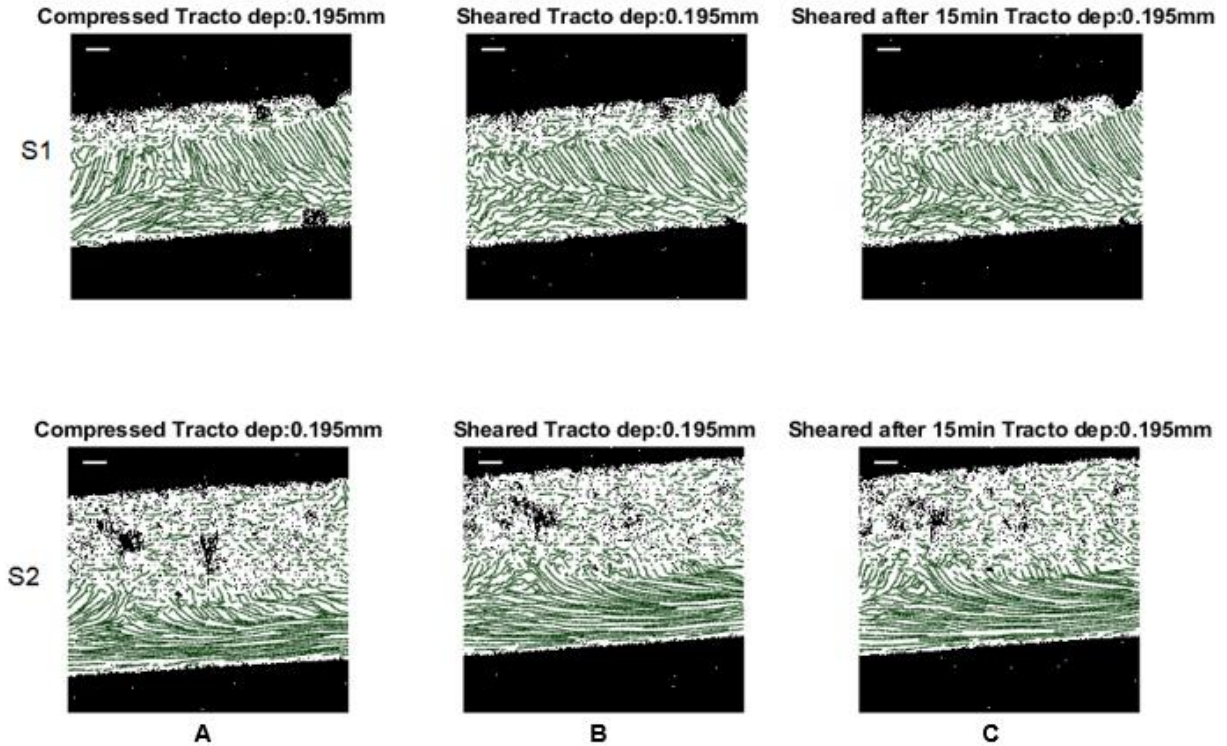 Compressed Tracto dep:0.195mm
Sheared Tracto dep:0.195mm
Sheared after 15min Tracto dep:0.195mm
S1
Compressed Tracto dep:0.195mm
Sheared Tracto dep:0.195mm
Sheared after 15min Tracto dep:0.195mm
S2
A
B
C